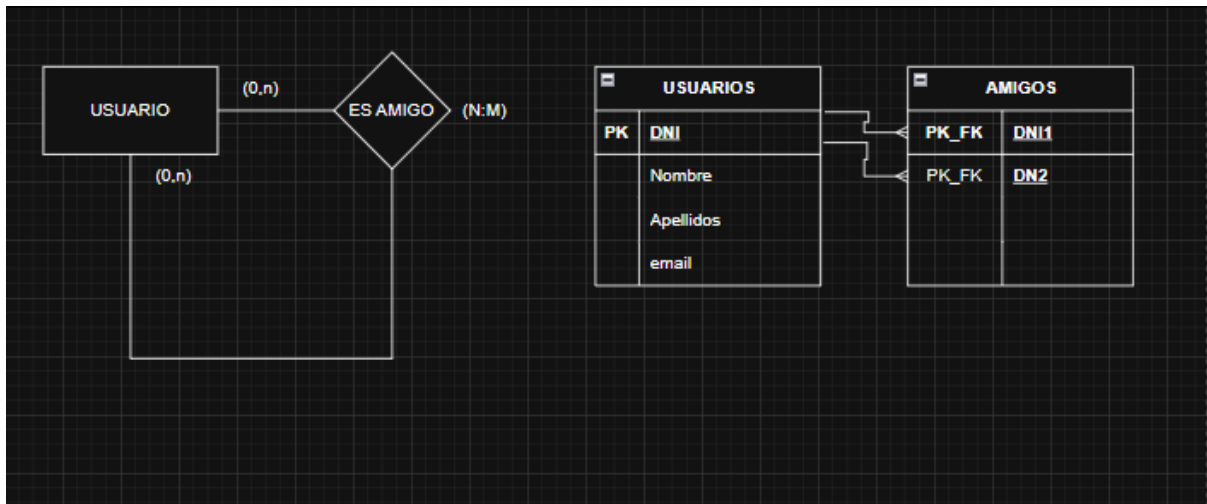 USUARIO
(0,n)
ES AMIGO
(N:M)
(0,n)
USUARIOS
PK DNI
Nombre
Apellidos
email
AMIGOS
PK_FK DNI1
PK_FK DN2